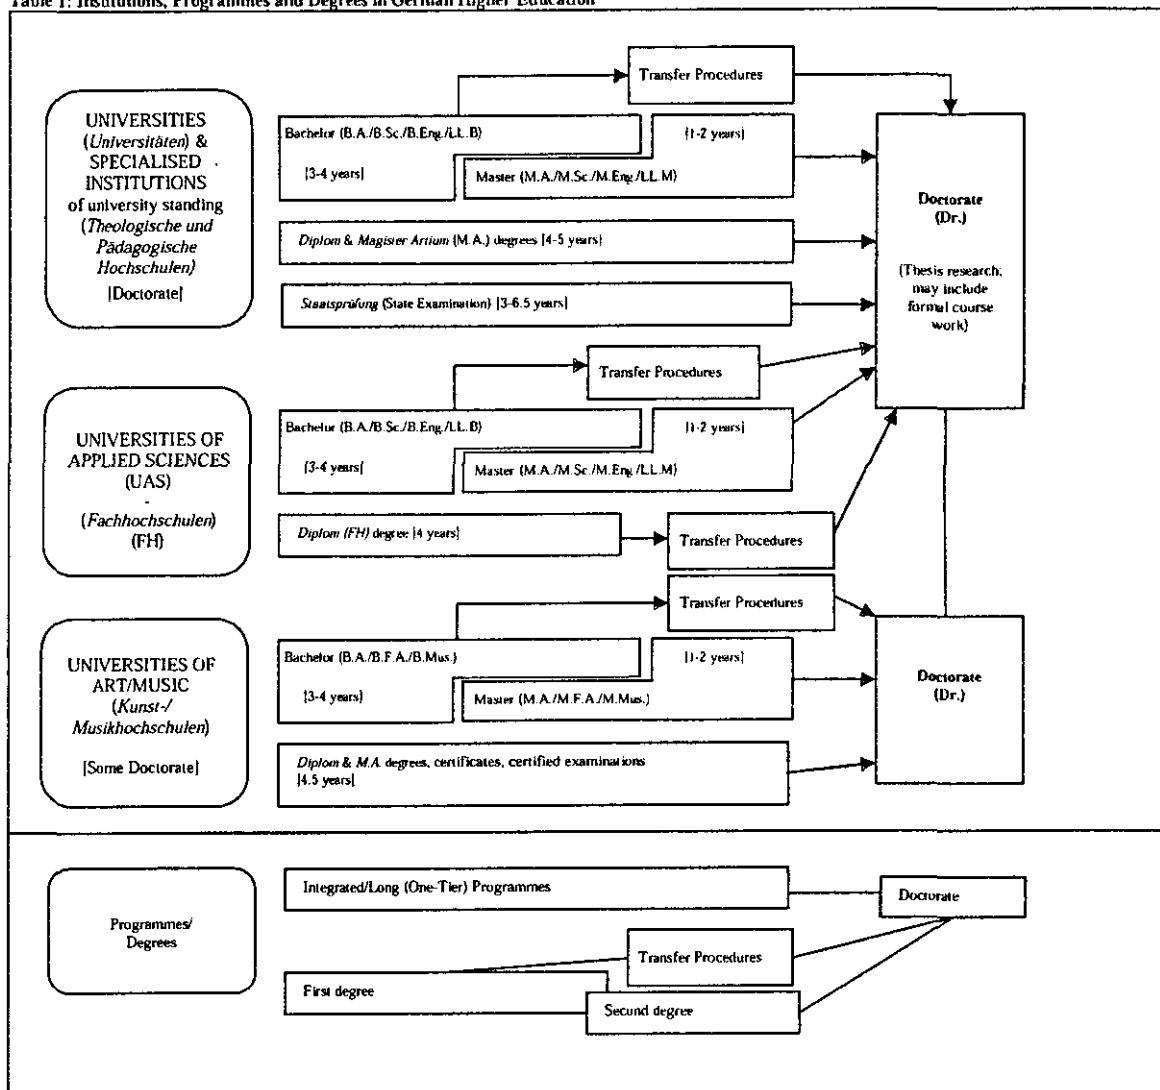 Table 1: Institutions, Programmes and Degrees in German Higher Education
Transfer Procedures
UNIVERSITIES
(Universitäten) &
SPECIALISED
INSTITUTIONS
of university standing
(Theologische und
Pädagogische
Hochschulen)
[Doctorate]
Bachelor (B.A./B.Sc./B.Eng./LL.B)
[3-4 years]
[1-2 years]
Master (M.A./M.Sc./M.Eng./LL.M)
Diplom & Magister Artium (M.A.) degrees [4-5 years]
Staatsprüfung (State Examination) [3-6.5 years]
Doctorate
(Dr.)
(Thesis research;
may include
formal course
work)
Transfer Procedures
UNIVERSITIES OF
APPLIED SCIENCES
(UAS)
-
(Fachhochschulen)
(FH)
Bachelor (B.A./B.Sc./B.Eng./LL.B)
[3-4 years]
[1-2 years]
Master (M.A./M.Sc./M.Eng./LL.M)
Diplom (FH) degree [4 years]
Transfer Procedures
Transfer Procedures
UNIVERSITIES OF
ART/MUSIC
(Kunst-/
Musikhochschulen)
[Some Doctorate]
Bachelor (B.A./B.F.A./B.Mus.)
[3-4 years]
[1-2 years]
Master (M.A./M.F.A./M.Mus.)
Diplom & M.A. degrees, certificates, certified examinations
[4.5 years]
Doctorate
(Dr.)
Programmes/
Degrees
Integrated/Long (One-Tier) Programmes
Doctorate
Transfer Procedures
First degree
Second degree